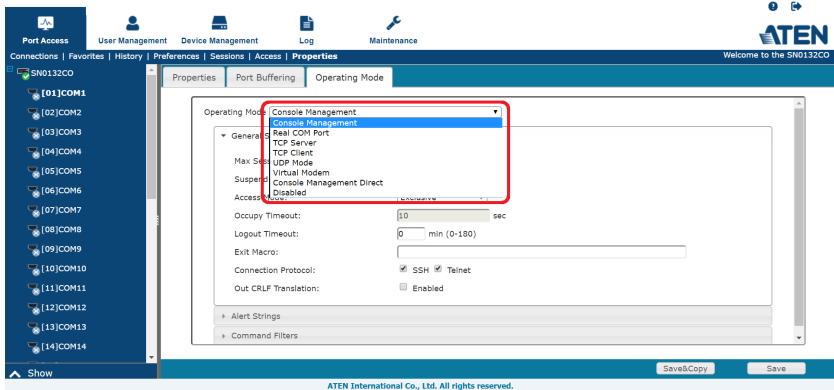 Port Access
User Management
Device Management
Log
Maintenance
ATEN
Connections | Favorites | History | Preferences | Sessions | Access | Properties
Welcome to the SN0132CO
SN0132CO
[01]COM1
[02]COM2
[03]COM3
[04]COM4
[05]COM5
[06]COM6
[07]COM7
[08]COM8
[09]COM9
[10]COM10
[11]COM11
[12]COM12
[13]COM13
[14]COM14
Show
Properties
Port Buffering
Operating Mode
Operating Mode Console Management
Console Management
Real COM Port
TCP Server
TCP Client
UDP Mode
Virtual Modem
Console Management Direct
Disabled
General S
Max Sess
Suspend
Access Mode: Exclusive
Occupy Timeout: 10 sec
Logout Timeout: 0 min (0-180)
Exit Macro:
Connection Protocol: SSH Telnet
Out CRLF Translation: Enabled
Alert Strings
Command Filters
Save&Copy
Save
ATEN International Co., Ltd. All rights reserved.